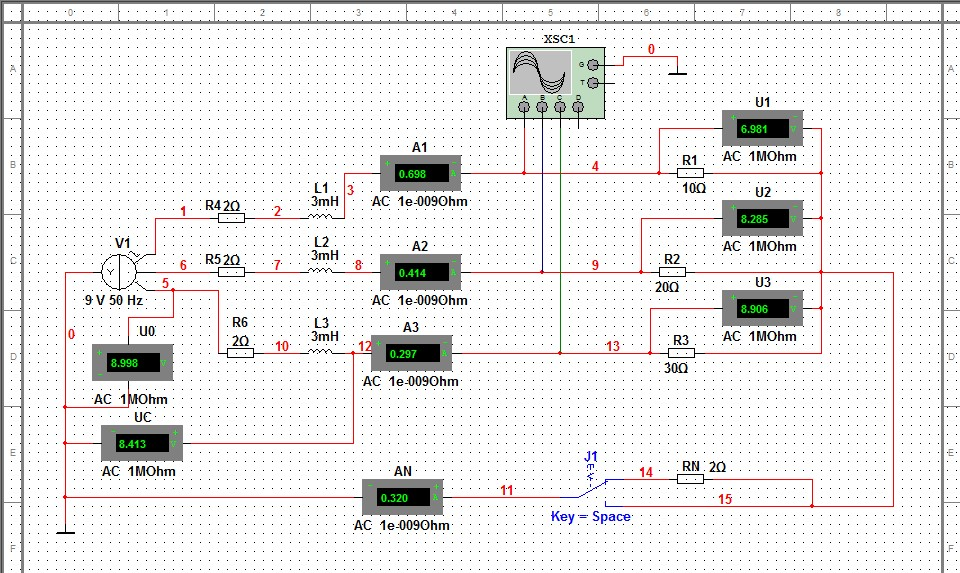 0 1 2 3 4 5 6 7 8
XSC1
0
G
T
A B C D
A A
U1
6.981 V
AC 1MOhm
A1
0.698 A
AC 1e-009Ohm
4
R1
10Ω
B B
L1
3mH
3
R4 2Ω
1
2
U2
8.285 V
AC 1MOhm
V1
Y
9 V 50 Hz
6
R5 2Ω
7
L2
3mH
8
A2
0.414 A
AC 1e-009Ohm
9
R2
20Ω
C C
5
U3
8.906 V
AC 1MOhm
0
U0
8.998 V
AC 1MOhm
R6
2Ω
10
L3
3mH
12
A3
0.297 A
AC 1e-009Ohm
13
R3
30Ω
D D
UC
8.413 V
AC 1MOhm
E E
AN
0.320 A
AC 1e-009Ohm
11
J1
Key = Space
14
RN 2Ω
15
F F